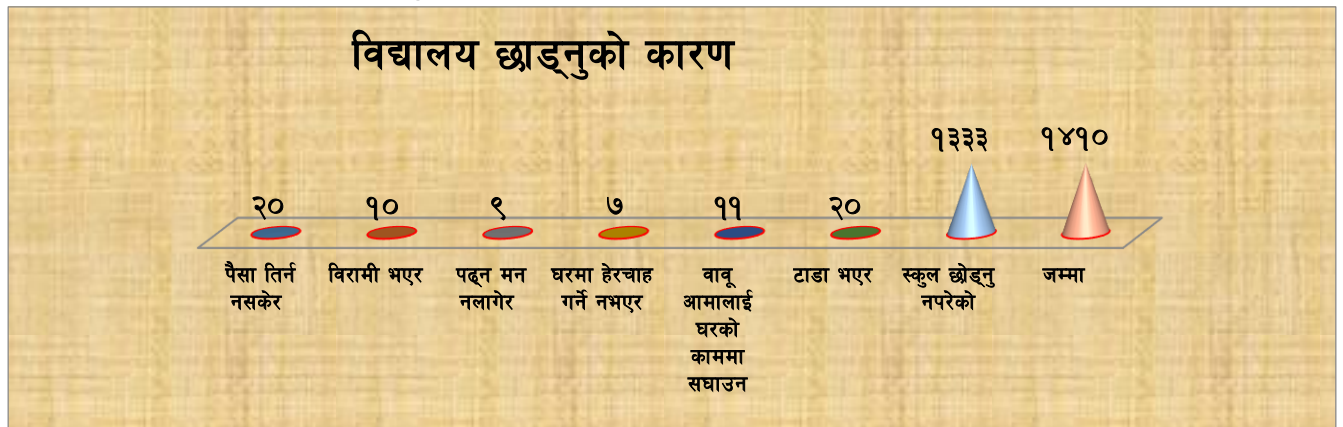 विद्यालय छाड्नुको कारण
१३३३ १४१०
२० १० ९ ७ ११ २०
पैसा तिर्न नसकेर
विरामी भएर
पढ्न मन नलागेर
घरमा हेरचाह गर्ने नभएर
वावू आमालाई घरको काममा सघाउन
टाडा भएर
स्कुल छोड्नु नपरेको
जम्मा